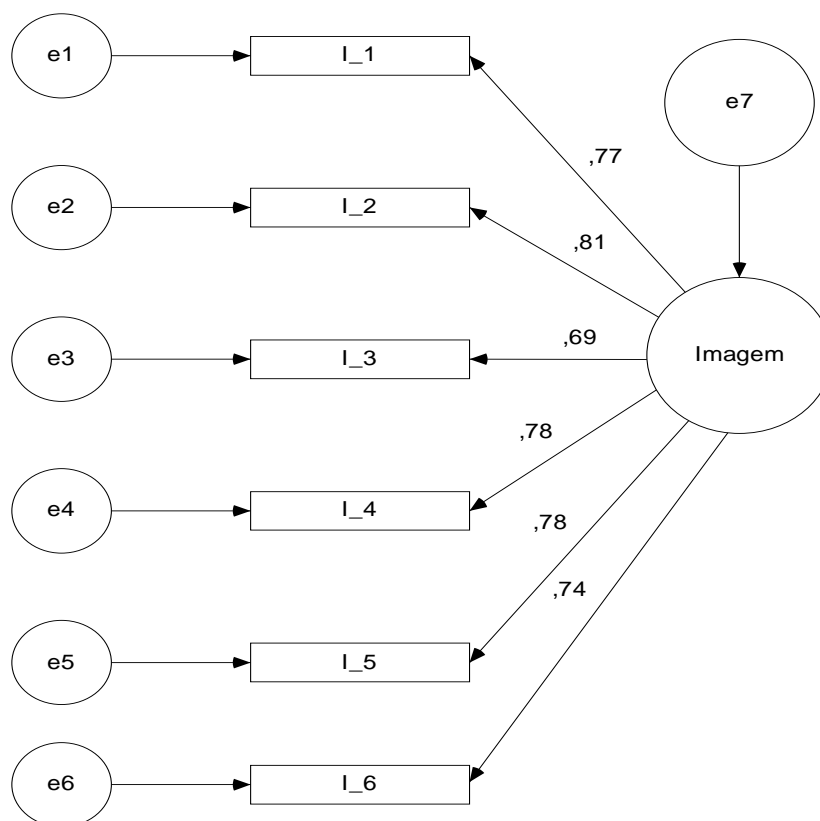 e1
I_1
e7
,77
e2
I_2
,81
e3
I_3
,69
Imagem
,78
e4
I_4
,78
,74
e5
I_5
e6
I_6